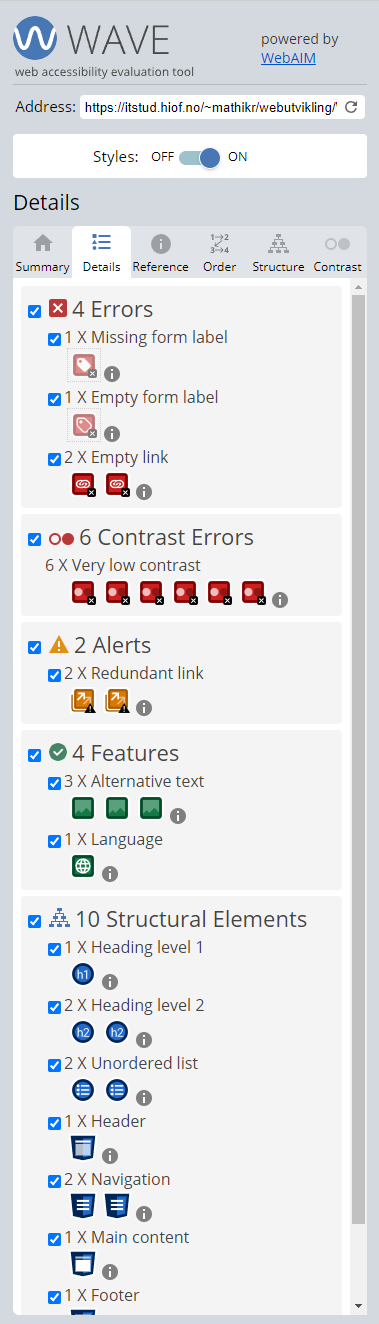 WAVE
web accessibility evaluation tool
powered by
WebAIM
Address: https://itstud.hiof.no/~mathikr/webutvikling/
Styles: OFF ON
Details
Summary Details Reference Order Structure Contrast
4 Errors
1 X Missing form label
1 X Empty form label
2 X Empty link
6 Contrast Errors
6 X Very low contrast
2 Alerts
2 X Redundant link
4 Features
3 X Alternative text
1 X Language
10 Structural Elements
1 X Heading level 1
h1
2 X Heading level 2
h2 h2
2 X Unordered list
1 X Header
2 X Navigation
1 X Main content
1 X Footer